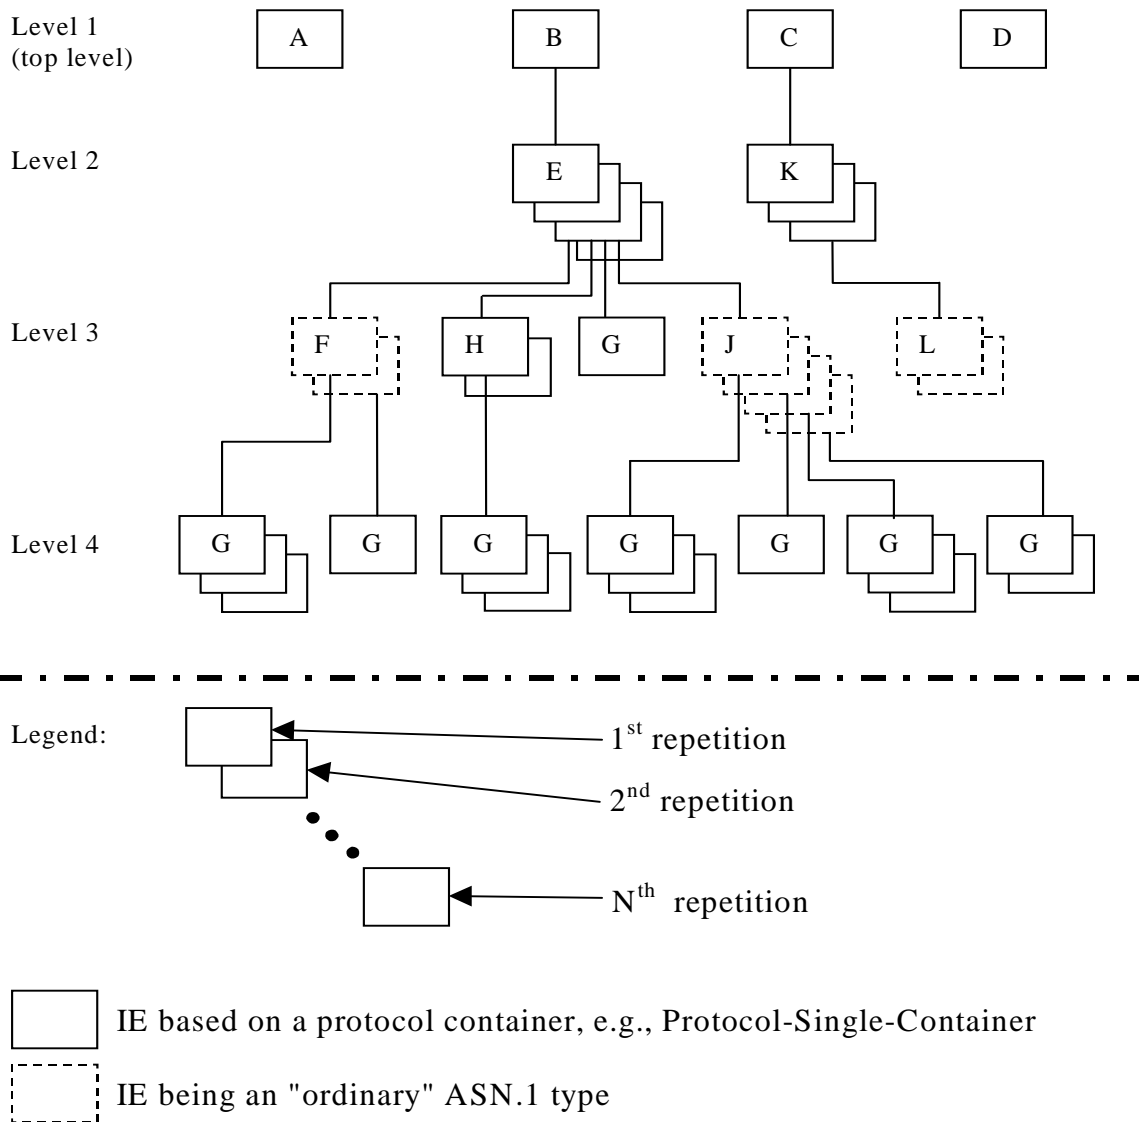 Level 1
(top level)
A
B
C
D
Level 2
E
K
Level 3
F
H
G
J
L
Level 4
G
G
G
G
G
G
G
Legend:
1st repetition
2nd repetition
Nth repetition
IE based on a protocol container, e.g., Protocol-Single-Container
IE being an "ordinary" ASN.1 type